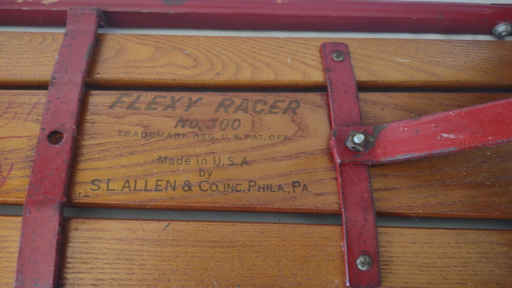 FLEXY RACER
No. 300
TRADEMARK REG. U.S. PAT. OFF.
Made in U.S.A.
by
S.L. ALLEN & Co. INC. PHILA., PA.